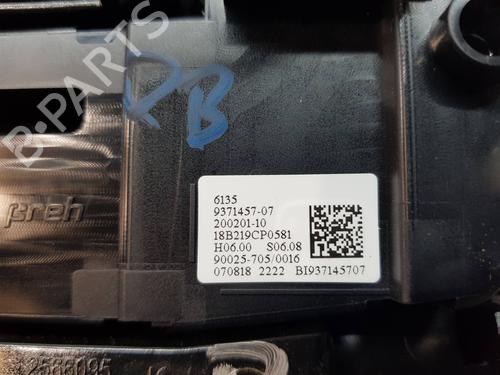 B-PARTS
RB
preh
6135
9371457-07
200201-10
18B219CP0581
H06.00 S06.08
90025-705/0016
070818 2222 BI937145707